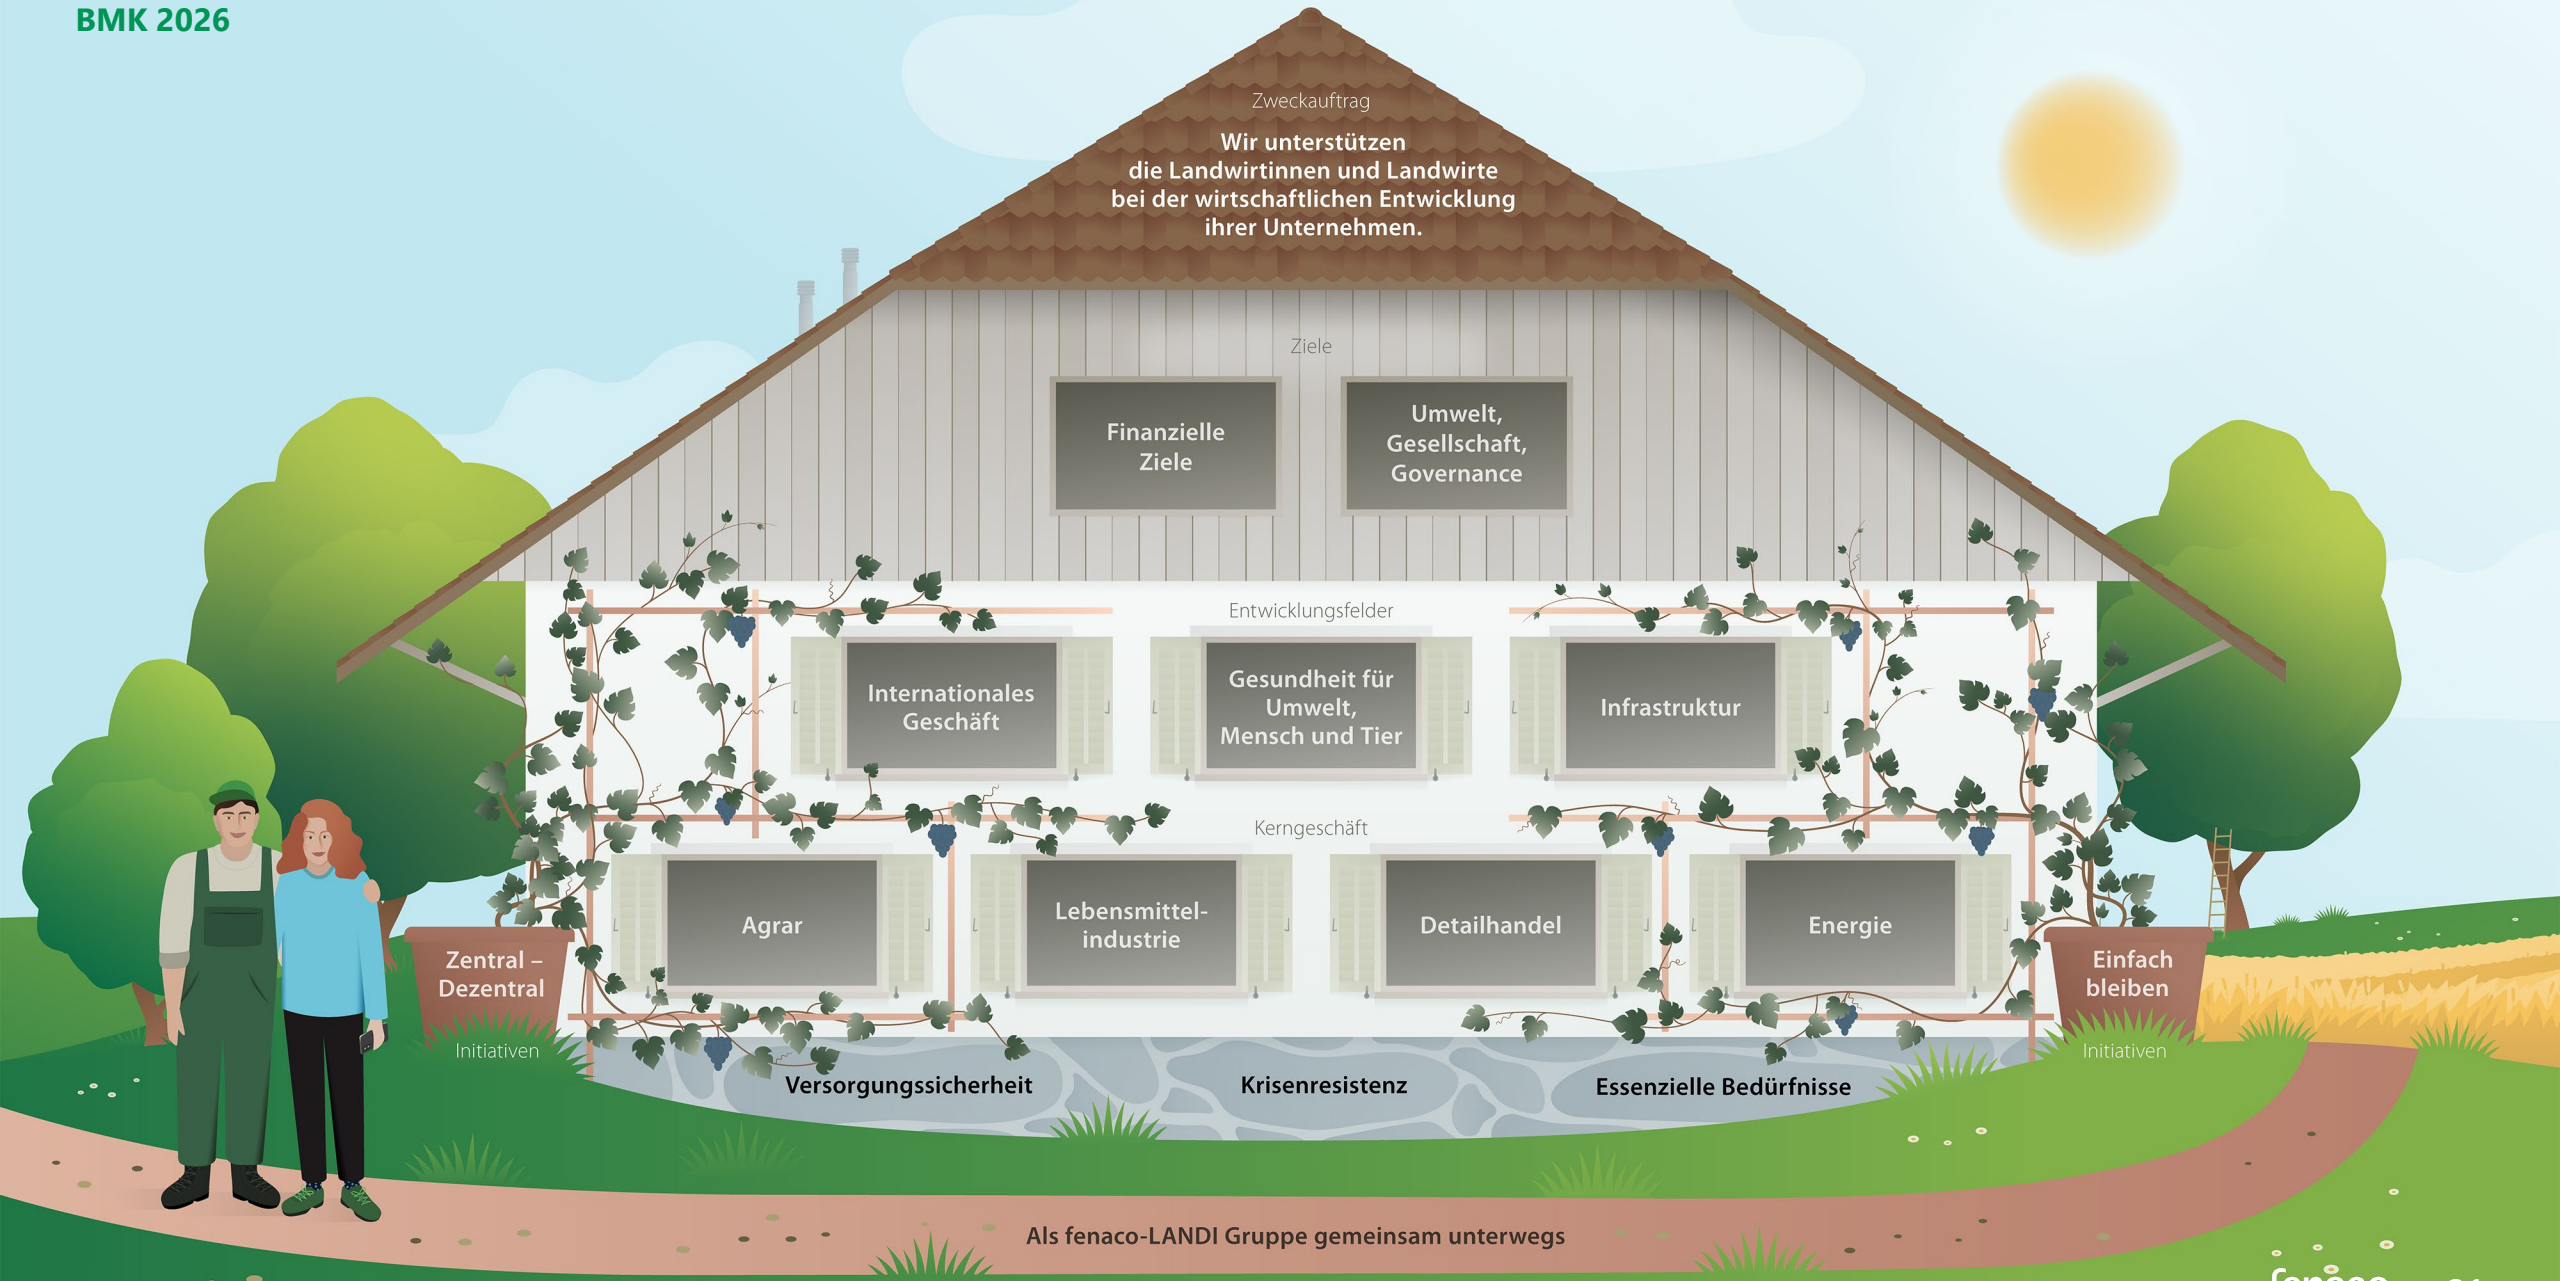 BMK 2026
Zweckauftrag
Wir unterstützen
die Landwirtinnen und Landwirte
bei der wirtschaftlichen Entwicklung
ihrer Unternehmen.
Ziele
Finanzielle
Ziele
Umwelt,
Gesellschaft,
Governance
Entwicklungsfelder
Internationales
Geschäft
Gesundheit für
Umwelt,
Mensch und Tier
Infrastruktur
Kerngeschäft
Agrar
Lebensmittel-
industrie
Detailhandel
Energie
Zentral –
Dezentral
Initiativen
Einfach
bleiben
Initiativen
Versorgungssicherheit
Krisenresistenz
Essenzielle Bedürfnisse
Als fenaco-LANDI Gruppe gemeinsam unterwegs